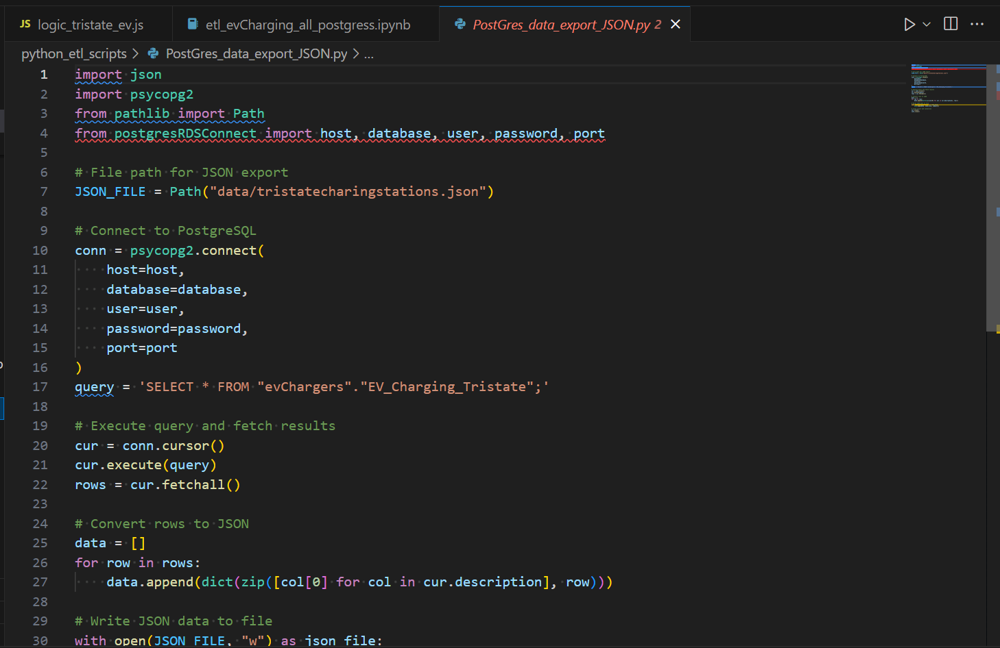 JS logic_tristate_ev.js
etl_evCharging_all_postgress.ipynb
PostGres_data_export_JSON.py 2
python_etl_scripts > PostGres_data_export_JSON.py > ...
1 import json
2 import psycopg2
3 from pathlib import Path
4 from postgresRDSConnect import host, database, user, password, port
5
6 # File path for JSON export
7 JSON_FILE = Path("data/tristatecharingstations.json")
8
9 # Connect to PostgreSQL
10 conn = psycopg2.connect(
11     host=host,
12     database=database,
13     user=user,
14     password=password,
15     port=port
16 )
17 query = 'SELECT * FROM "evChargers"."EV_Charging_Tristate";'
18
19 # Execute query and fetch results
20 cur = conn.cursor()
21 cur.execute(query)
22 rows = cur.fetchall()
23
24 # Convert rows to JSON
25 data = []
26 for row in rows:
27     data.append(dict(zip([col[0] for col in cur.description], row)))
28
29 # Write JSON data to file
30 with open(JSON_FILE, "w") as json_file: